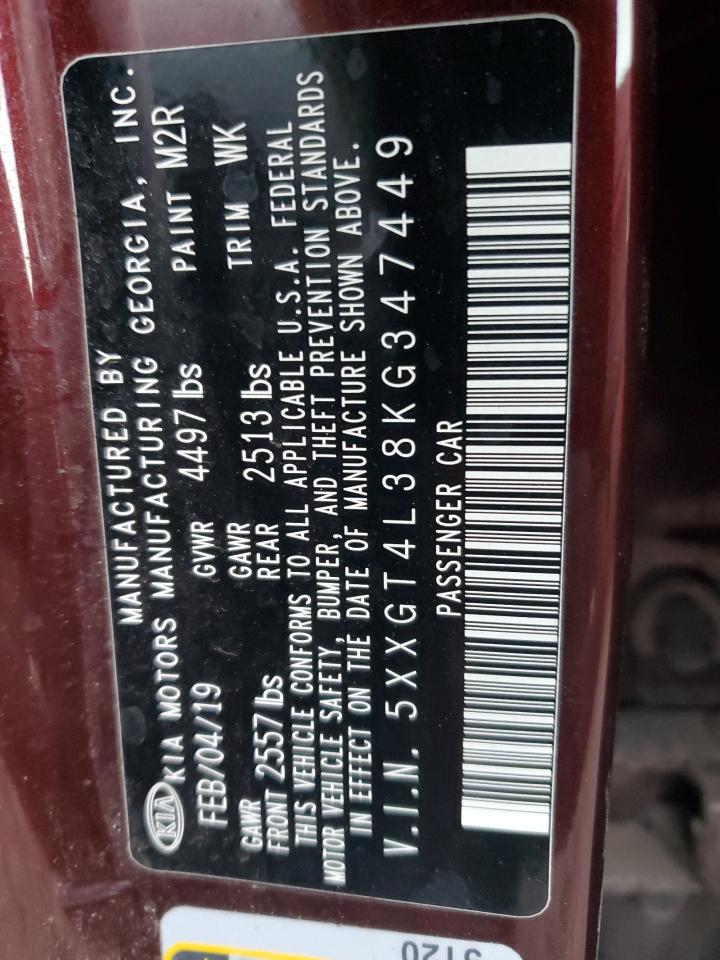 MANUFACTURED BY
KIA KIA MOTORS MANUFACTURING GEORGIA, INC.
FEB/04/19 GVWR 4497 lbs PAINT M2R
GAWR FRONT 2557 lbs GAWR REAR 2513 lbs TRIM WK
THIS VEHICLE CONFORMS TO ALL APPLICABLE U.S.A. FEDERAL
MOTOR VEHICLE SAFETY, BUMPER, AND THEFT PREVENTION STANDARDS
IN EFFECT ON THE DATE OF MANUFACTURE SHOWN ABOVE.
V.I.N. 5XXGT4L38KG347449
PASSENGER CAR
3120